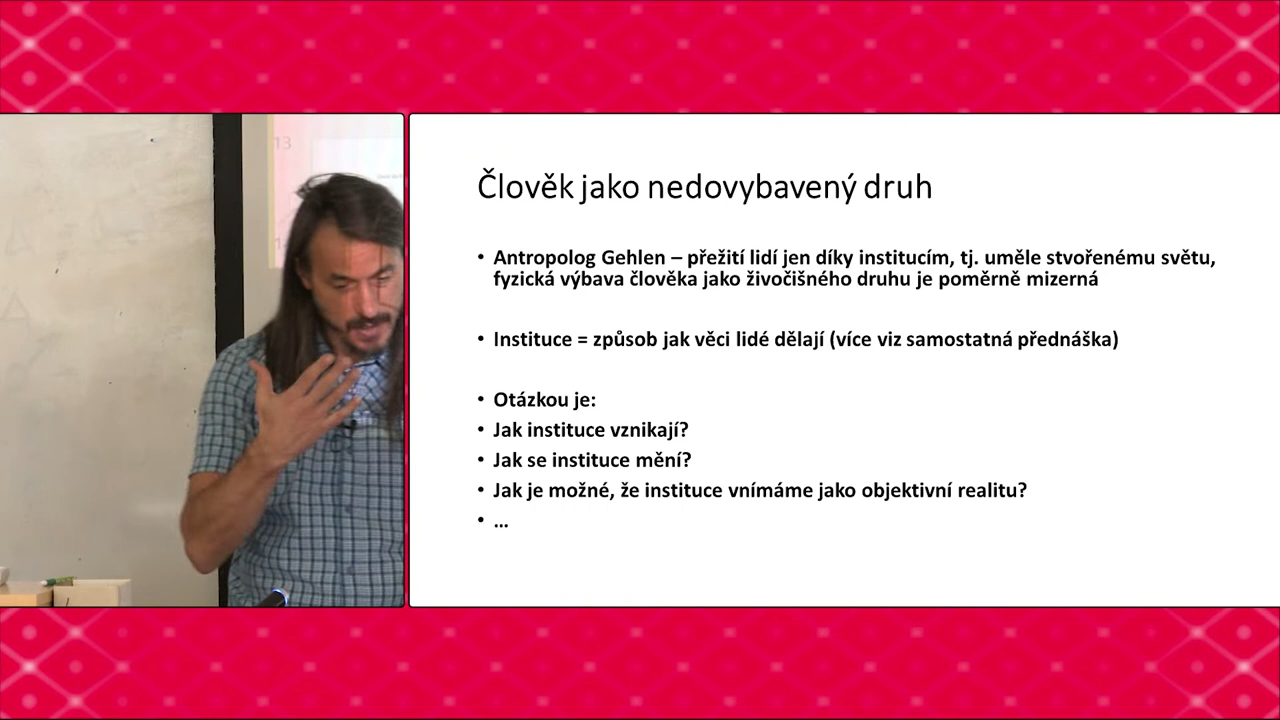 13
Člověk jako nedovybavený druh
• Antropolog Gehlen – přežití lidí jen díky institucím, tj. uměle stvořenému světu,
fyzická výbava člověka jako živočišného druhu je poměrně mizerná
• Instituce = způsob jak věci lidé dělají (více viz samostatná přednáška)
• Otázkou je:
• Jak instituce vznikají?
• Jak se instituce mění?
• Jak je možné, že instituce vnímáme jako objektivní realitu?
• …